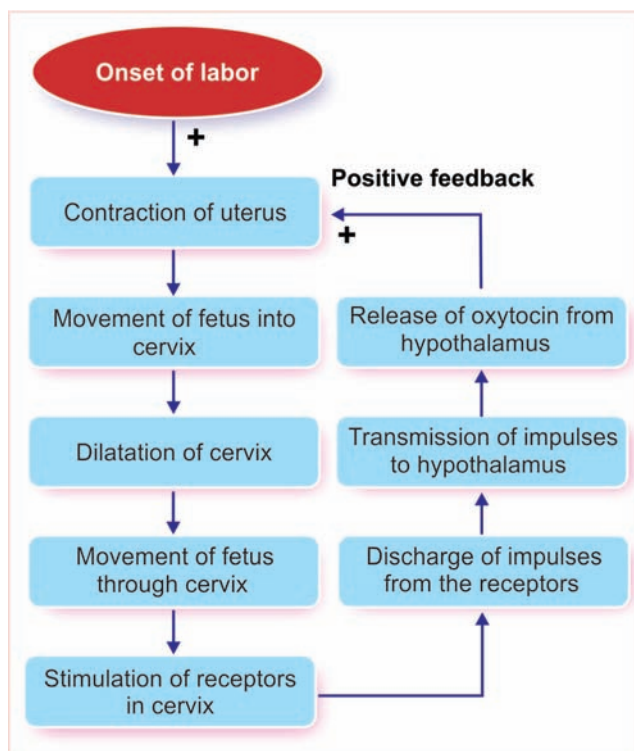 Onset of labor
+
Contraction of uterus
Movement of fetus into
cervix
Dilatation of cervix
Movement of fetus
through cervix
Stimulation of receptors
in cervix
Discharge of impulses
from the receptors
Transmission of impulses
to hypothalamus
Release of oxytocin from
hypothalamus
Positive feedback
+